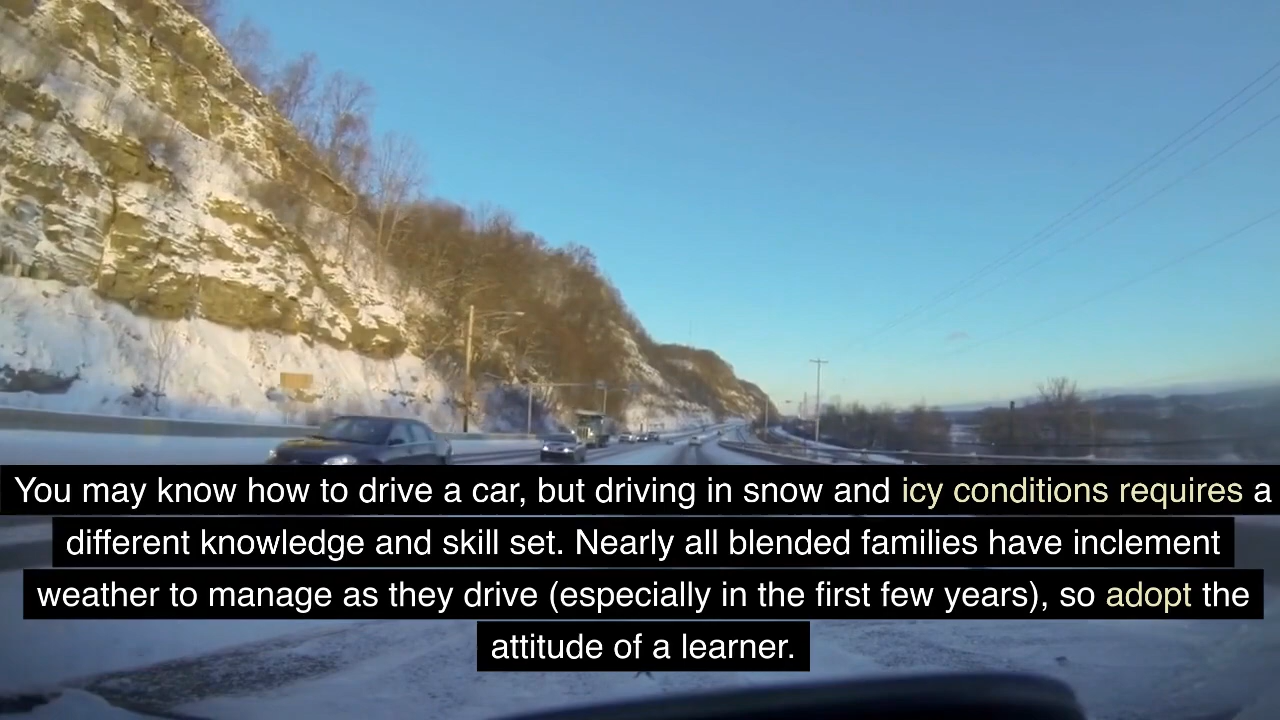 You may know how to drive a car, but driving in snow and icy conditions requires a
different knowledge and skill set. Nearly all blended families have inclement
weather to manage as they drive (especially in the first few years), so adopt the
attitude of a learner.